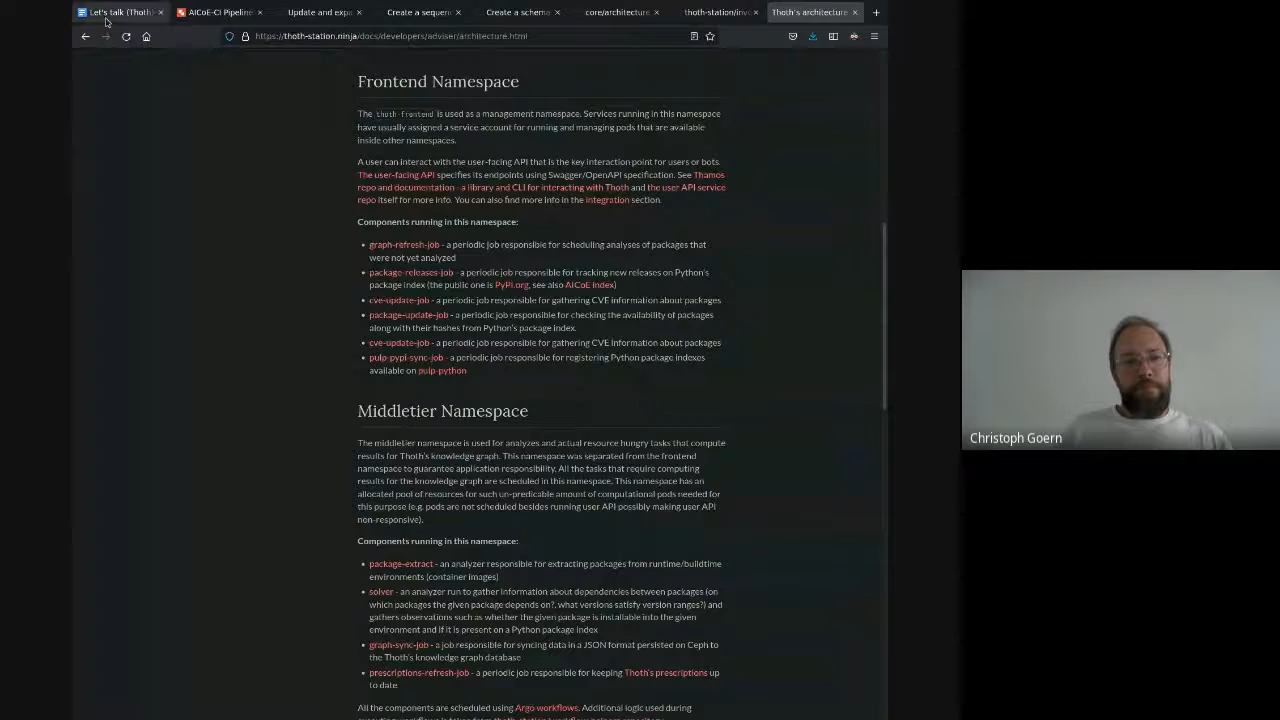 Let's talk (Thoth)
AICoE-CI Pipeline
Update and expa
Create a sequen
Create a schema
core/architecture
thoth-station/inv
Thoth's architecture
https://thoth-station.ninja/docs/developers/adviser/architecture.html
Frontend Namespace
The thoth-frontend is used as a management namespace. Services running in this namespace
have usually assigned a service account for running and managing pods that are available
inside other namespaces.
A user can interact with the user-facing API that is the key interaction point for users or bots.
The user-facing API specifies its endpoints using Swagger/OpenAPI specification. See Thamos
repo and documentation - a library and CLI for interacting with Thoth and the user API service
repo itself for more info. You can also find more info in the integration section.
Components running in this namespace:
• graph-refresh-job - a periodic job responsible for scheduling analyses of packages that
were not yet analyzed
• package-releases-job - a periodic job responsible for tracking new releases on Python's
package index (the public one is PyPI.org, see also AICoE index)
• cve-update-job - a periodic job responsible for gathering CVE information about packages
• package-update-job - a periodic job responsible for checking the availability of packages
along with their hashes from Python's package index.
• cve-update-job - a periodic job responsible for gathering CVE information about packages
• pulp-pypi-sync-job - a periodic job responsible for registering Python package indexes
available on pulp-python
Middletier Namespace
The middletier namespace is used for analyzes and actual resource hungry tasks that compute
results for Thoth's knowledge graph. This namespace was separated from the frontend
namespace to guarantee application responsibility. All the tasks that require computing
results for the knowledge graph are scheduled in this namespace. This namespace has an
allocated pool of resources for such un-predicable amount of computational pods needed for
this purpose (e.g. pods are not scheduled besides running user API possibly making user API
non-responsive).
Components running in this namespace:
• package-extract - an analyzer responsible for extracting packages from runtime/buildtime
environments (container images)
• solver - an analyzer run to gather information about dependencies between packages (on
which packages the given package depends on?, what versions satisfy version ranges?) and
gathers observations such as whether the given package is installable into the given
environment and if it is present on a Python package index
• graph-sync-job - a job responsible for syncing data in a JSON format persisted on Ceph to
the Thoth's knowledge graph database
• prescriptions-refresh-job - a periodic job responsible for keeping Thoth's prescriptions up
to date
All the components are scheduled using Argo workflows. Additional logic used during
Christoph Goern